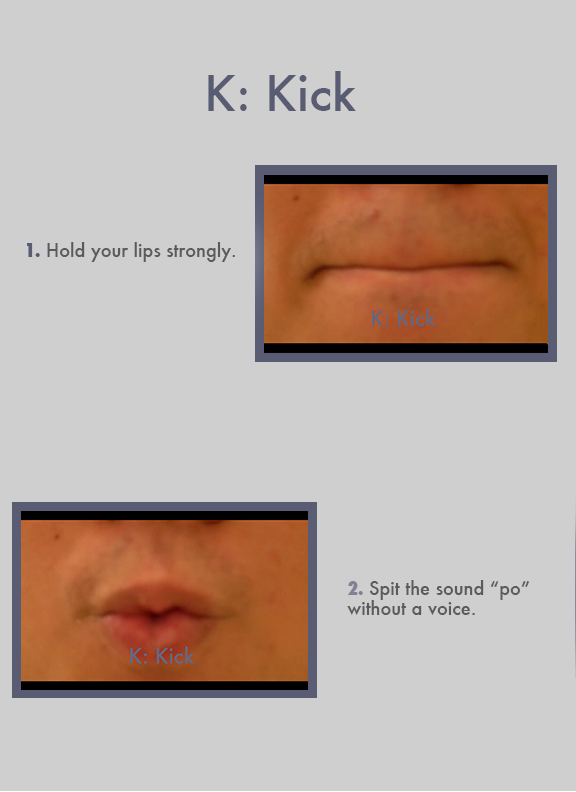 K: Kick
1. Hold your lips strongly.
K: Kick
K: Kick
2. Spit the sound “po”
without a voice.